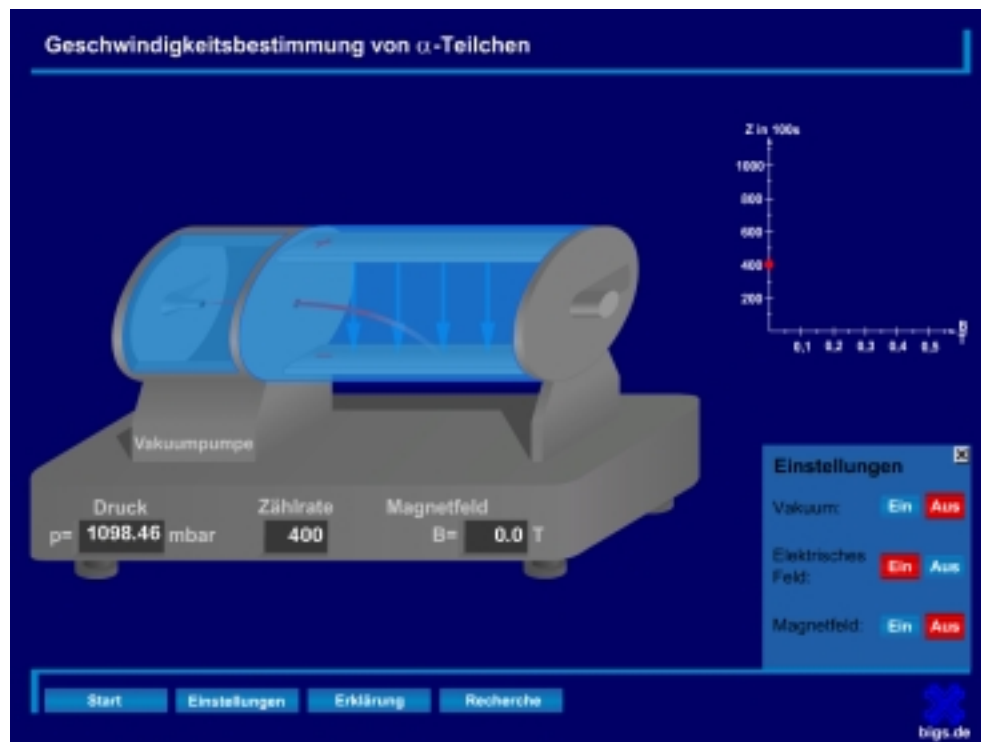 Geschwindigkeitsbestimmung von α-Teilchen
Z in 100s
1000
800
600
400
200
0,1 0,2 0,3 0,4 0,5
Vakuumpumpe
Druck Zählrate Magnetfeld
p= 1098.46 mbar 400 B= 0.0 T
Einstellungen
Vakuum: Ein Aus
Elektrisches
Feld: Ein Aus
Magnetfeld: Ein Aus
Start Einstellungen Erklärung Recherche
bigs.de